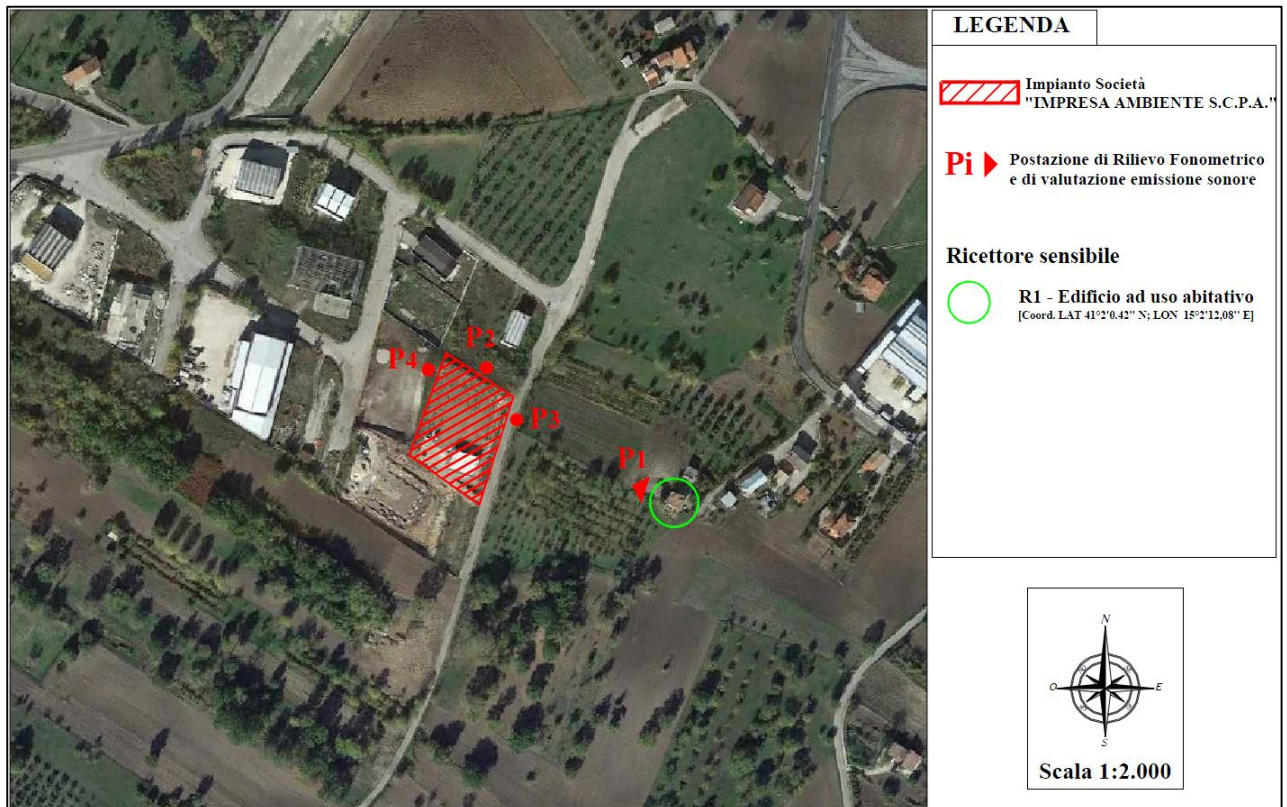 LEGENDA
Impianto Società
"IMPRESA AMBIENTE S.C.P.A."
Pi
Postazione di Rilievo Fonometrico
e di valutazione emissione sonore
Ricettore sensibile
R1 - Edificio ad uso abitativo
[Coord. LAT 41°2'0.42" N; LON 15°2'12,08" E]
P2
P4
P3
P1
N
O
E
S
Scala 1:2.000